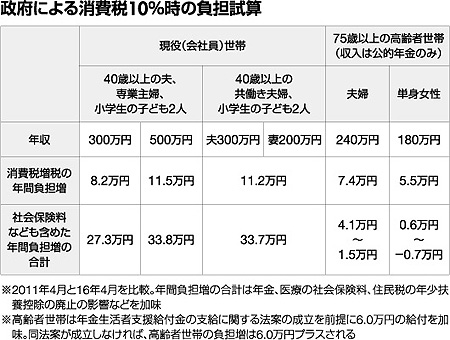 政府による消費税10%時の負担試算
現役(会社員)世帯
75歳以上の高齢者世帯
(収入は公的年金のみ)
40歳以上の夫、
専業主婦、
小学生の子ども2人
40歳以上の
共働き夫婦、
小学生の子ども2人
夫婦
単身女性
年収
300万円
500万円
夫300万円
妻200万円
240万円
180万円
消費税増税の
年間負担増
8.2万円
11.5万円
11.2万円
7.4万円
5.5万円
社会保険料
なども含めた
年間負担増の
合計
27.3万円
33.8万円
33.7万円
4.1万円
〜
1.5万円
0.6万円
〜
−0.7万円
※2011年4月と16年4月を比較。年間負担増の合計は年金、医療の社会保険料、住民税の年少扶
養控除の廃止の影響などを加味
※高齢者世帯は年金生活者支援給付金の支給に関する法案の成立を前提に6.0万円の給付を加
味。同法案が成立しなければ、高齢者世帯の負担増は6.0万円プラスされる